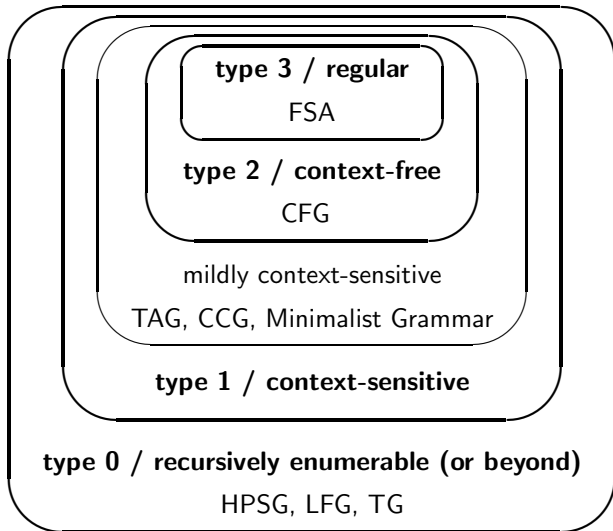 type 3 / regular
FSA
type 2 / context-free
CFG
mildly context-sensitive
TAG, CCG, Minimalist Grammar
type 1 / context-sensitive
type 0 / recursively enumerable (or beyond)
HPSG, LFG, TG